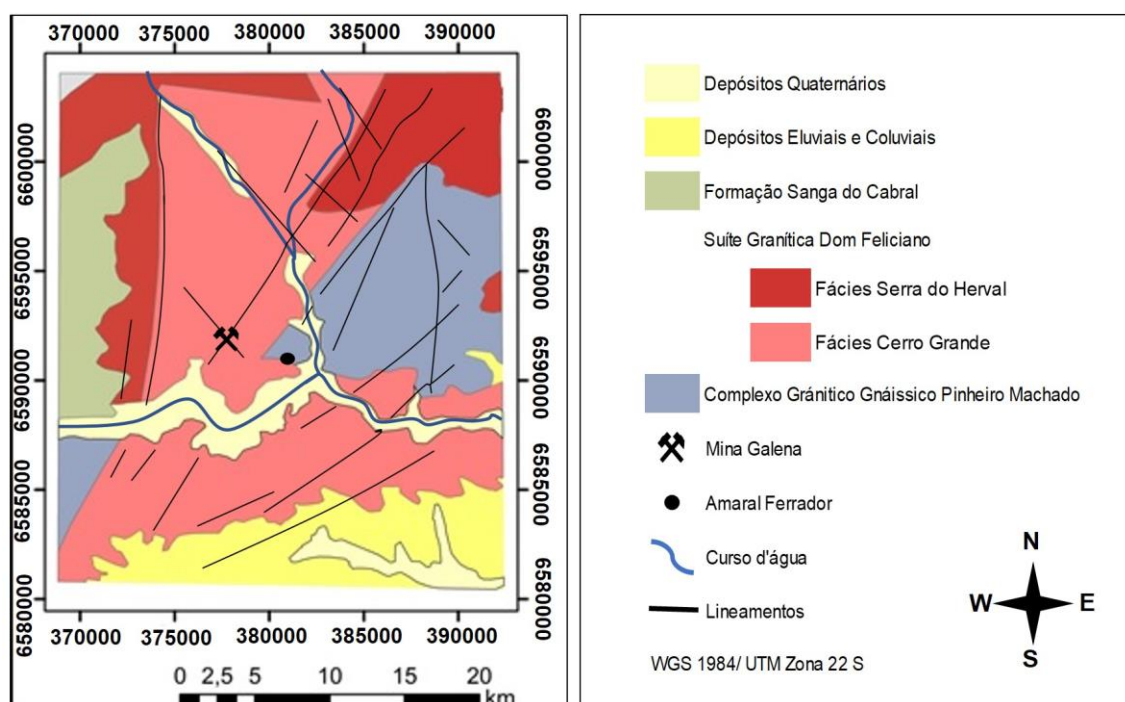 370000 375000 380000 385000 390000
6600000
6595000
6590000
6585000
6580000
6600000
6595000
6590000
6585000
6580000
370000 375000 380000 385000 390000
0 2,5 5 10 15 20
km
Depósitos Quaternários
Depósitos Eluviais e Coluviais
Formação Sanga do Cabral
Suíte Granítica Dom Feliciano
Fácies Serra do Herval
Fácies Cerro Grande
Complexo Gránitico Gnáissico Pinheiro Machado
Mina Galena
Amaral Ferrador
Curso d'água
Lineamentos
WGS 1984/ UTM Zona 22 S
N
W E
S